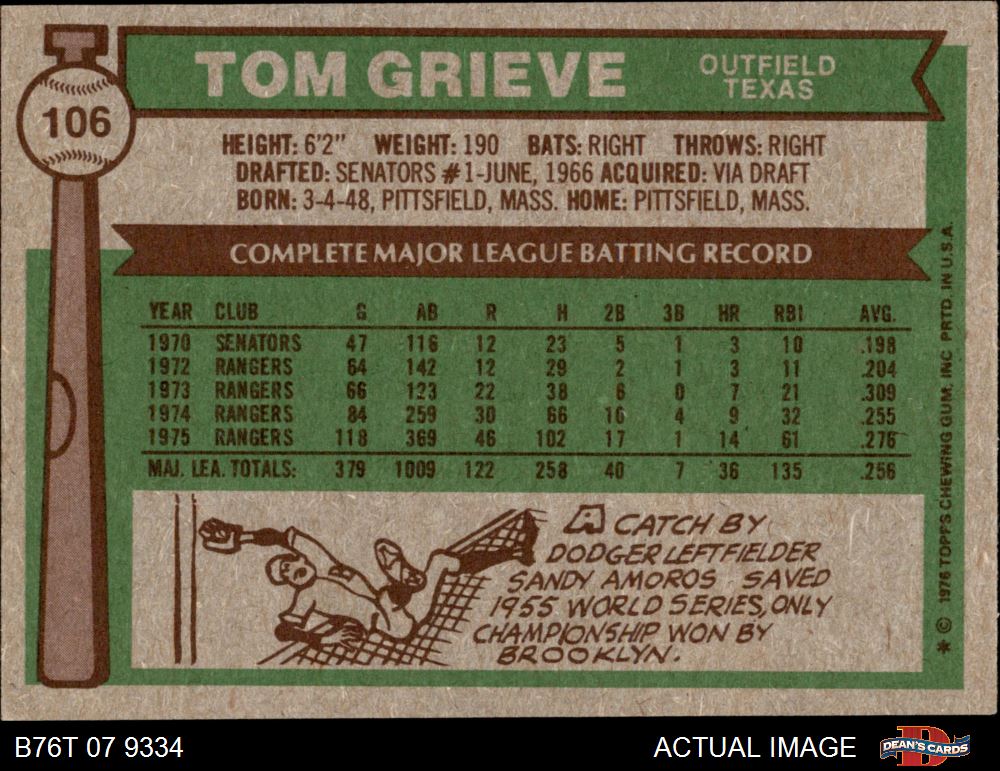 106
TOM GRIEVE
OUTFIELD
TEXAS
HEIGHT: 6'2" WEIGHT: 190 BATS: RIGHT THROWS: RIGHT
DRAFTED: SENATORS #1-JUNE, 1966 ACQUIRED: VIA DRAFT
BORN: 3-4-48, PITTSFIELD, MASS. HOME: PITTSFIELD, MASS.
COMPLETE MAJOR LEAGUE BATTING RECORD
YEAR CLUB G AB R H 2B 3B HR RBI AVG.
1970 SENATORS 47 116 12 23 5 1 3 10 .198
1972 RANGERS 64 142 12 29 2 1 3 11 .204
1973 RANGERS 66 123 22 38 6 0 7 21 .309
1974 RANGERS 84 259 30 66 10 4 9 32 .255
1975 RANGERS 118 369 46 102 17 1 14 61 .276
MAJ. LEA. TOTALS: 379 1009 122 258 40 7 36 135 .256
A CATCH BY
DODGER LEFTFIELDER
SANDY AMOROS SAVED
1955 WORLD SERIES, ONLY
CHAMPIONSHIP WON BY
BROOKLYN.
* © 1976 TOPPS CHEWING GUM, INC. PRTD. IN U.S.A.
B76T 07 9334
ACTUAL IMAGE
DEAN'S CARDS